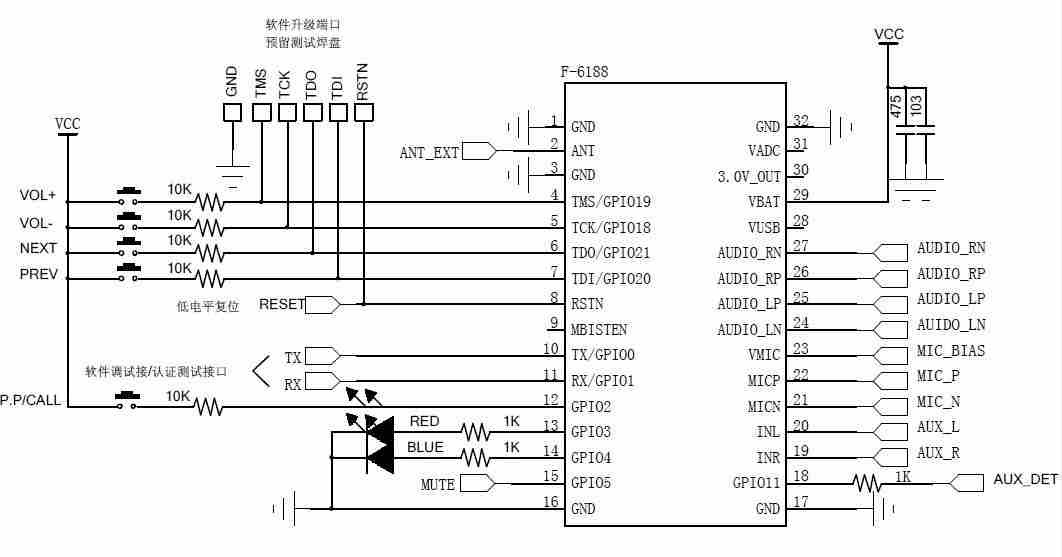 软件升级端口
预留测试焊盘
GND
TMS
TCK
TDO
TDI
RSTN
F-6188
VCC
475
103
VCC
1 GND
GND 32
ANT_EXT
2 ANT
VADC 31
3 GND
3.0V_OUT 30
VOL+
10K
4 TMS/GPIO19
VBAT 29
VOL-
10K
5 TCK/GPIO18
VUSB 28
NEXT
10K
6 TDO/GPIO21
AUDIO_RN 27
AUDIO_RN
PREV
10K
7 TDI/GPIO20
AUDIO_RP 26
AUDIO_RP
低电平复位
RESET
8 RSTN
AUDIO_LP 25
AUDIO_LP
9 MBISTEN
AUDIO_LN 24
AUIDO_LN
软件调试接/认证测试接口
TX
10 TX/GPIO0
VMIC 23
MIC_BIAS
RX
11 RX/GPIO1
MICP 22
MIC_P
P.P/CALL
10K
12 GPIO2
MICN 21
MIC_N
RED
1K
13 GPIO3
INL 20
AUX_L
BLUE
1K
14 GPIO4
INR 19
AUX_R
MUTE
15 GPIO5
GPIO11 18
1K
AUX_DET
16 GND
GND 17